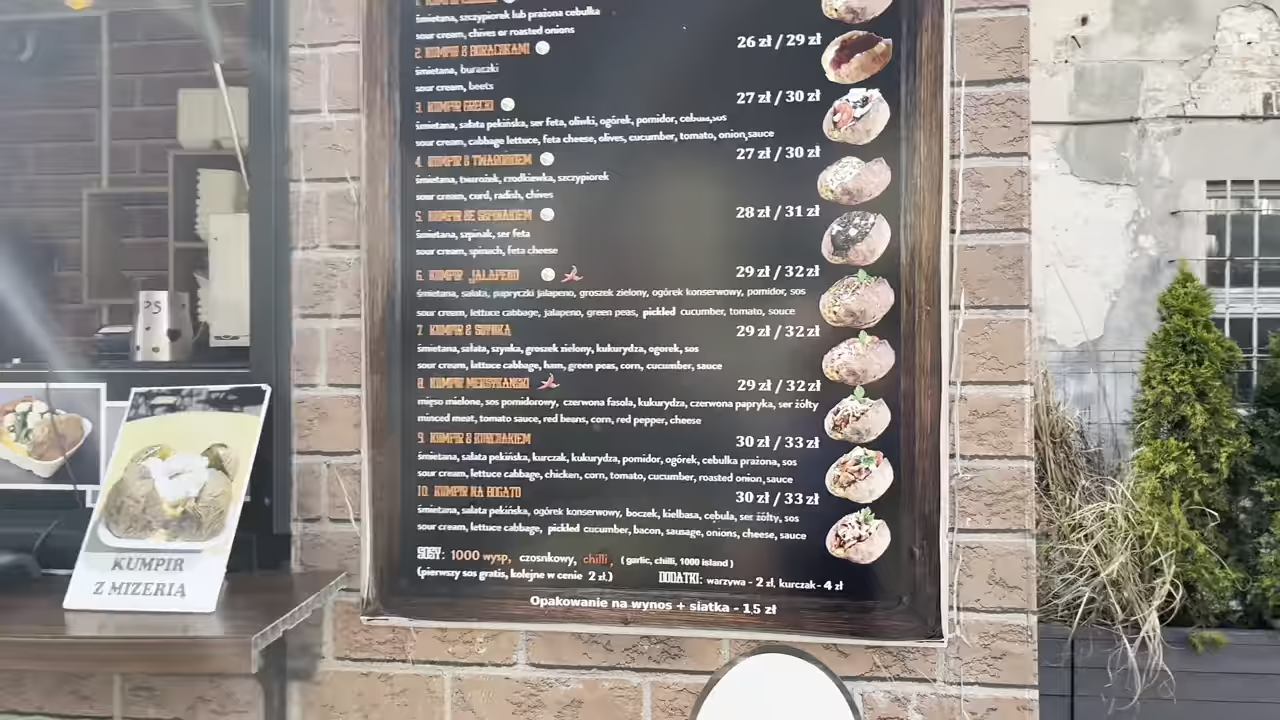 śmietana, szczypiorek lub prażona cebulka
sour cream, chives or roasted onions
2. KUMPIR Z BURACZKAMI
26 zł / 29 zł
śmietana, buraczki
sour cream, beets
3. KUMPIR GRECKI
27 zł / 30 zł
śmietana, sałata pekińska, ser feta, oliwki, ogórek, pomidor, cebula,sos
sour cream, cabbage lettuce, feta cheese, olives, cucumber, tomato, onion,sauce
4. KUMPIR Z TWAROŻKIEM
27 zł / 30 zł
śmietana, twarożek, rzodkiewka, szczypiorek
sour cream, curd, radish, chives
5. KUMPIR ZE SZPINAKIEM
28 zł / 31 zł
śmietana, szpinak, ser feta
sour cream, spinach, feta cheese
6. KUMPIR JALAPENO
29 zł / 32 zł
śmietana, sałata, papryczki jalapeno, groszek zielony, ogórek konserwowy, pomidor, sos
sour cream, lettuce cabbage, jalapeno, green peas, pickled cucumber, tomato, souce
7. KUMPIR Z SZYNKĄ
29 zł / 32 zł
śmietana, sałata, szynka, groszek zielony, kukurydza, ogorek, sos
sour cream, lettuce cabbage, ham, green peas, corn, cucumber, sauce
8. KUMPIR MEKSYKAŃSKI
29 zł / 32 zł
mięso mielone, sos pomidorowy, czerwona fasola, kukurydza, czerwona papryka, ser żółty
minced meat, tomato sauce, red beans, corn, red pepper, cheese
9. KUMPIR Z KURCZAKIEM
30 zł / 33 zł
śmietana, sałata pekińska, kurczak, kukurydza, pomidor, ogórek, cebulka prażona, sos
sour cream, lettuce cabbage, chicken, corn, tomato, cucumber, roasted onion, sauce
10. KUMPIR NA BOGATO
30 zł / 33 zł
śmietana, sałata pekińska, ogórek konserwowy, boczek, kielbasa, cebula, ser żółty, sos
sour cream, lettuce cabbage, pickled cucumber, bacon, sausage, onions, cheese, sauce
SOSY: 1000 wysp, czosnkowy, chilli, ( garlic, chilli, 1000 island )
(pierwszy sos gratis, kolejne w cenie 2 zł.)
DODATKI: warzywa - 2 zł, kurczak - 4 zł
Opakowanie na wynos + siatka - 1,5 zł
KUMPIR
Z MIZERIĄ